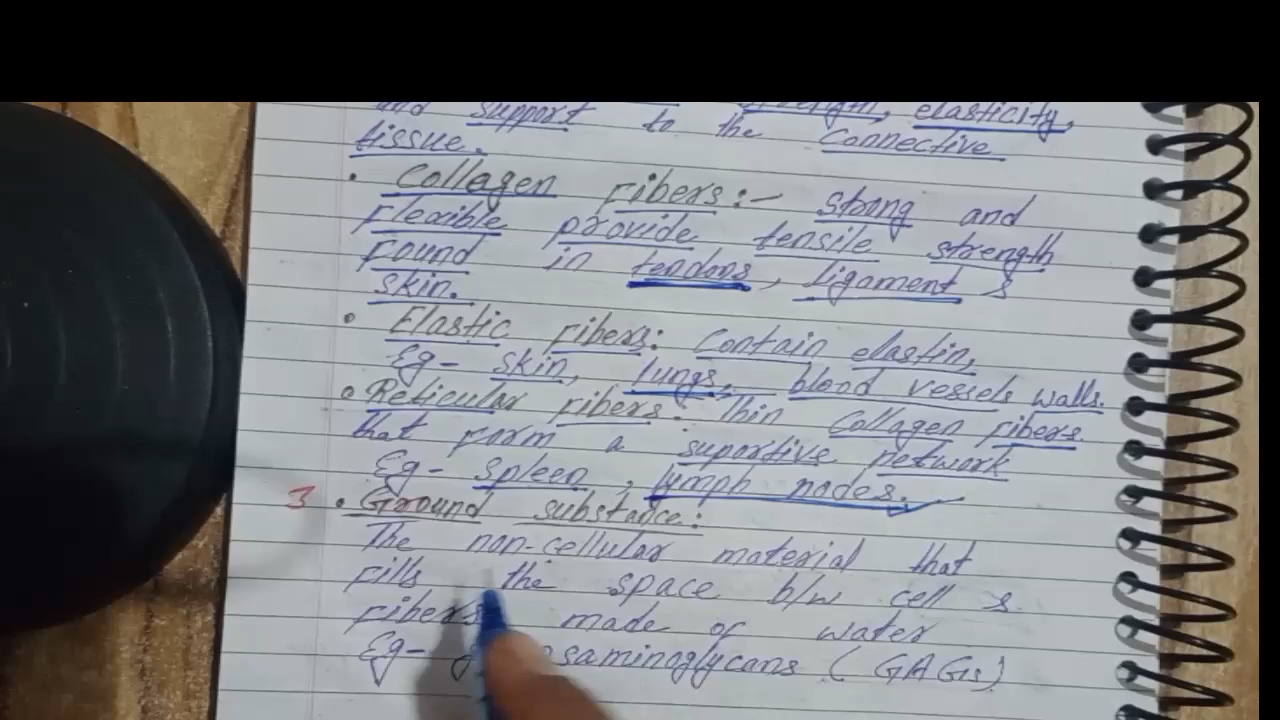 and support to the strength, elasticity,
tissue. connective
• Collagen Fibers:- strong and
Flexible provide tensile strength
Found in tendons, ligament &
skin.
• Elastic Fibers: Contain elastin,
Eg- skin, lungs, blood vessels walls.
• Reticular Fibers: Thin Collagen Fibers
that form a suportive network
Eg- spleen, lymph nodes.
3 • Ground substance:
The non-cellular material that
fills the space b/w cell &
fibers made of water
Eg- saminoglycans (GAGs)